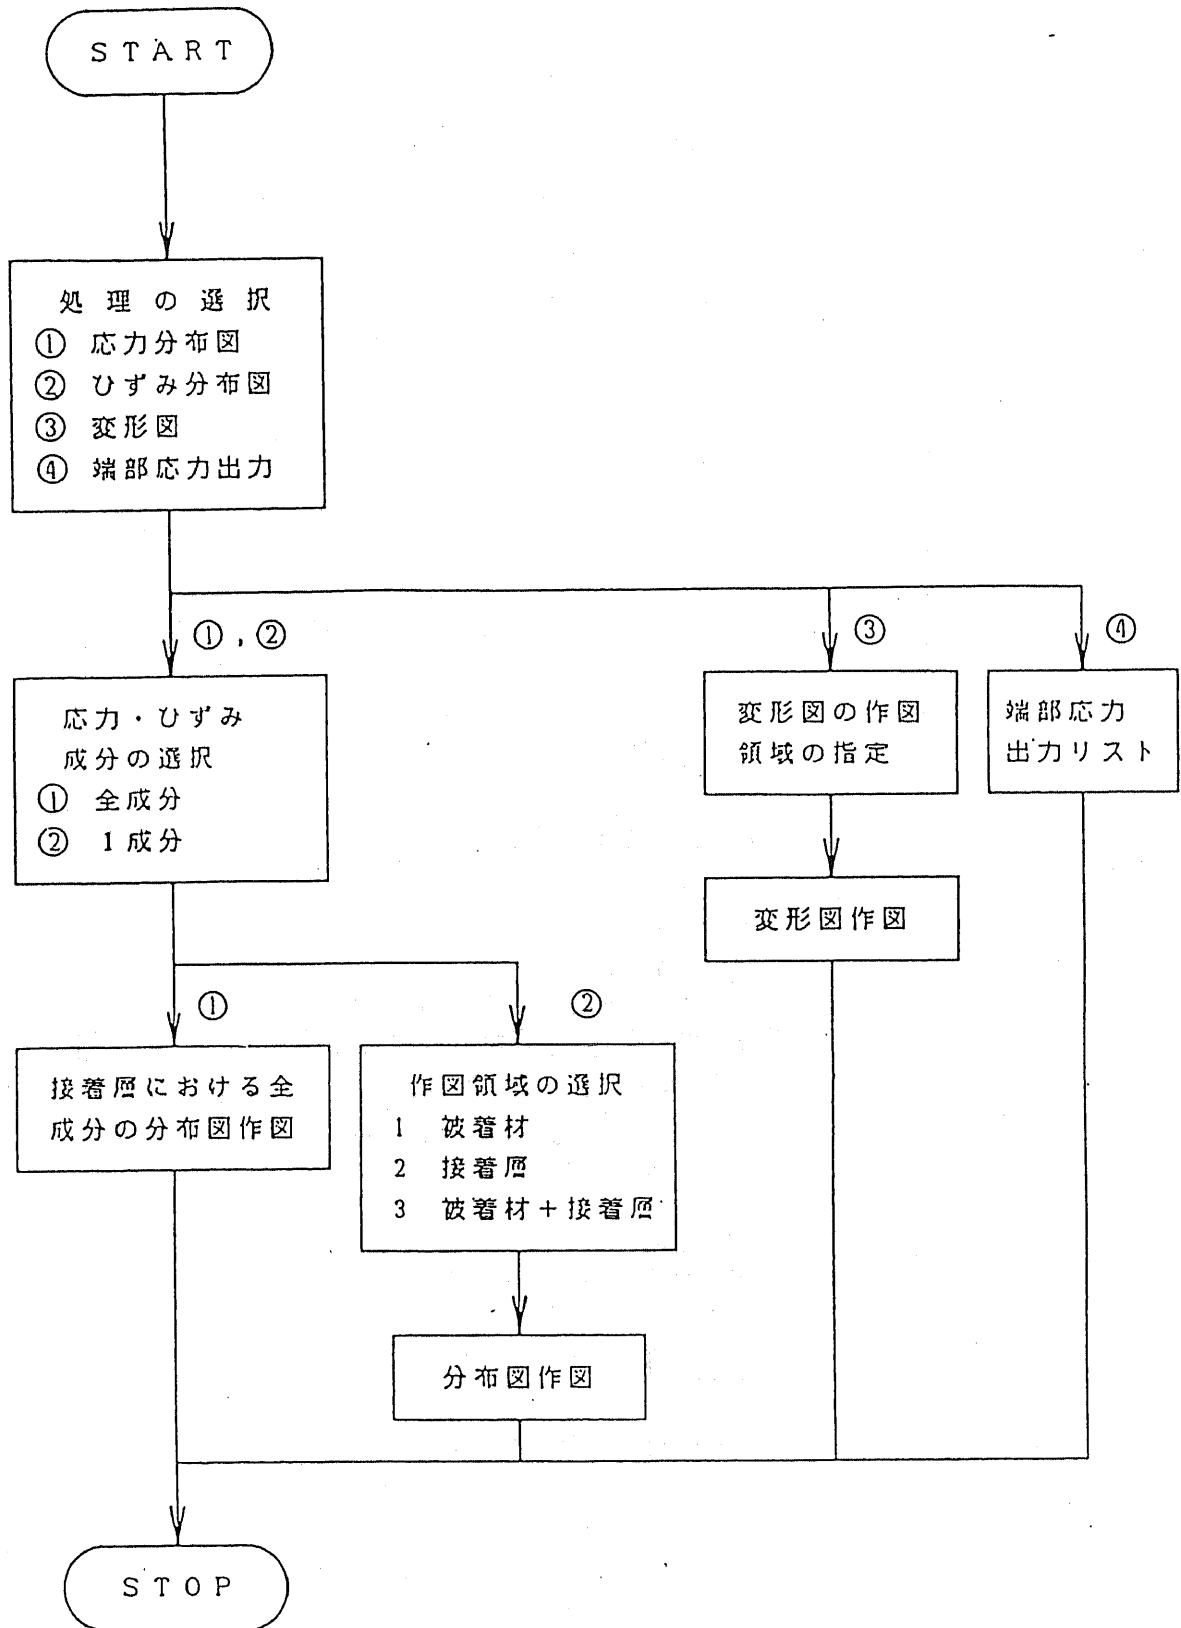 START
処理の選択
① 応力分布図
② ひずみ分布図
③ 変形図
④ 端部応力出力
①,②
③
④
応力・ひずみ
成分の選択
① 全成分
② 1成分
変形図の作図
領域の指定
端部応力
出力リスト
変形図作図
①
②
接着層における全
成分の分布図作図
作図領域の選択
1 被着材
2 接着層
3 被着材+接着層
分布図作図
STOP